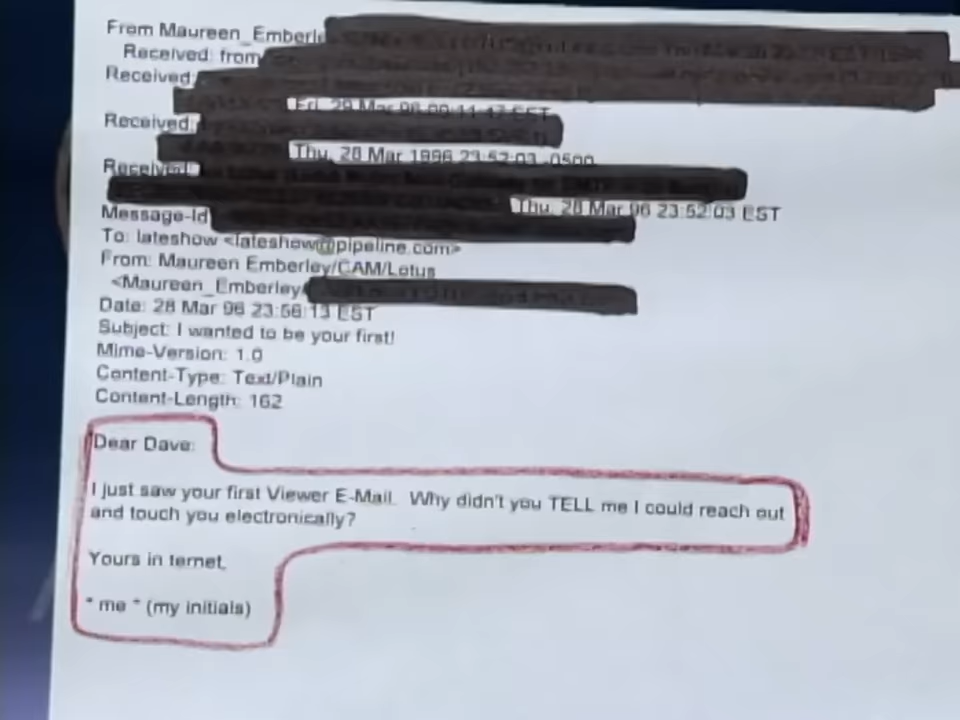 From Maureen_Emberle
Received: from
Received:
Fri, 29 Mar 96 00:11:47 EST
Received:
Thu, 28 Mar 1996 23:52:03 -0500
Received:
Thu, 28 Mar 96 23:52:03 EST
Message-Id
To: lateshow <lateshow@pipeline.com>
From: Maureen Emberley/CAM/Lotus
<Maureen_Emberley/
Date: 28 Mar 96 23:56:13 EST
Subject: I wanted to be your first!
Mime-Version: 1.0
Content-Type: Text/Plain
Content-Length: 162
Dear Dave:
I just saw your first Viewer E-Mail. Why didn't you TELL me I could reach out
and touch you electronically?
Yours in ternet,
* me * (my initials)